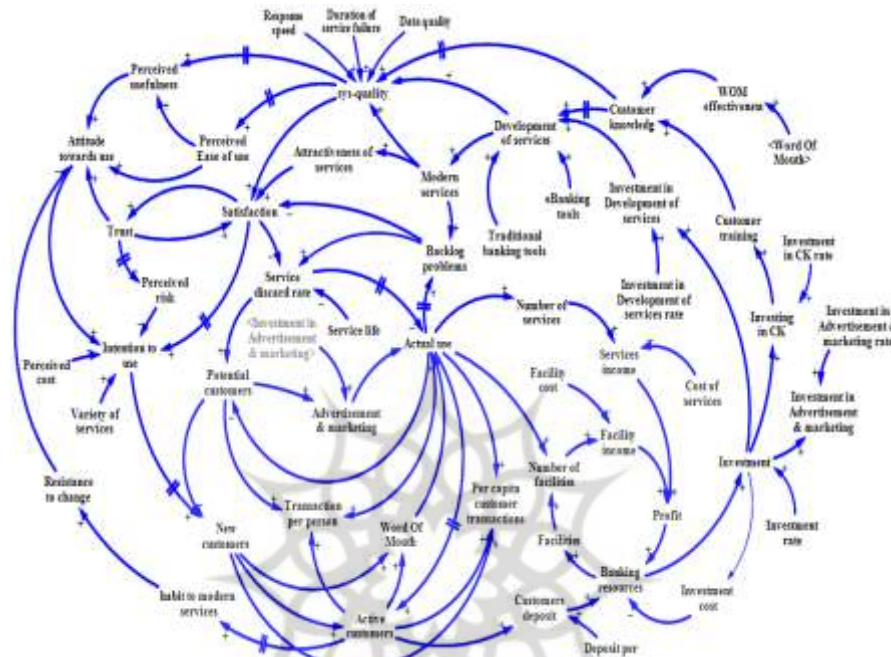 Response
speed
Duration of
service failure
Data quality
Perceived
usefulness
sys-quality
Customer
knowledg
WOM
effectivenes
<Word Of
Mouth>
Attitude
towards use
Perceived
Ease of use
Attractiveness of
services
Development
of services
Modern
services
eBanking
tools
Investment in
Development of
services
Customer
training
Investment
in CK rate
Trust
Satisfaction
Traditional
banking tools
Backlog
problems
Perceived
risk
Service
discard rate
Investment in
Development of
services rate
Investing
in CK
Investment in
Advertisement &
marketing rate
<Investment in
Advertisement
& marketing>
Service life
Actual use
Number of
services
Intention to
use
Perceived
cost
Potential
customers
Advertisement
& marketing
Services
income
Facility
cost
Cost of
services
Investment in
Advertisement
& marketing
Variety of
services
Facility
income
Number of
facilities
Investment
Resistance
to change
Transaction
per person
Word Of
Mouth
Per capita
customer
transactions
Profit
Investment
rate
New
customers
Facilities
Banking
resources
Investment
cost
habit to modern
services
Active
customers
Customers
deposit
Deposit per